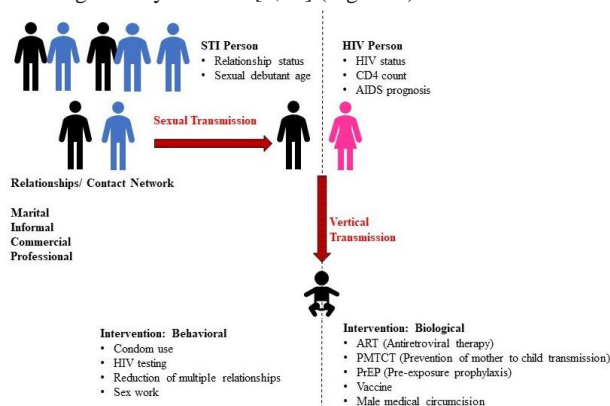 STI Person
• Relationship status
• Sexual debutant age
HIV Person
• HIV status
• CD4 count
• AIDS prognosis
Sexual Transmission
Relationships/ Contact Network
Marital
Informal
Commercial
Professional
Vertical
Transmission
Intervention: Behavioral
• Condom use
• HIV testing
• Reduction of multiple relationships
• Sex work
Intervention: Biological
• ART (Antiretroviral therapy)
• PMTCT (Prevention of mother to child transmission)
• PrEP (Pre-exposure prophylaxis)
• Vaccine
• Male medical circumcision